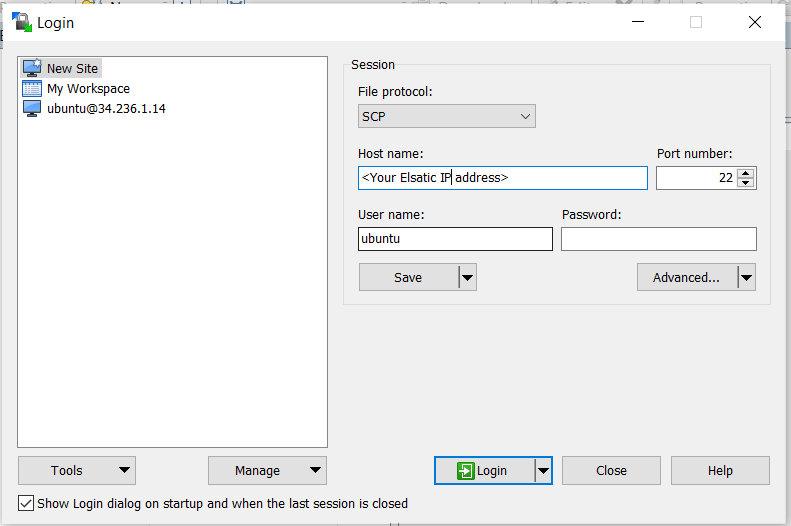 Login
New Site
My Workspace
ubuntu@34.236.1.14
Session
File protocol:
SCP
Host name:
Port number:
<Your Elsatic IP address>
22
User name:
Password:
ubuntu
Save
Advanced...
Tools
Manage
Login
Close
Help
Show Login dialog on startup and when the last session is closed